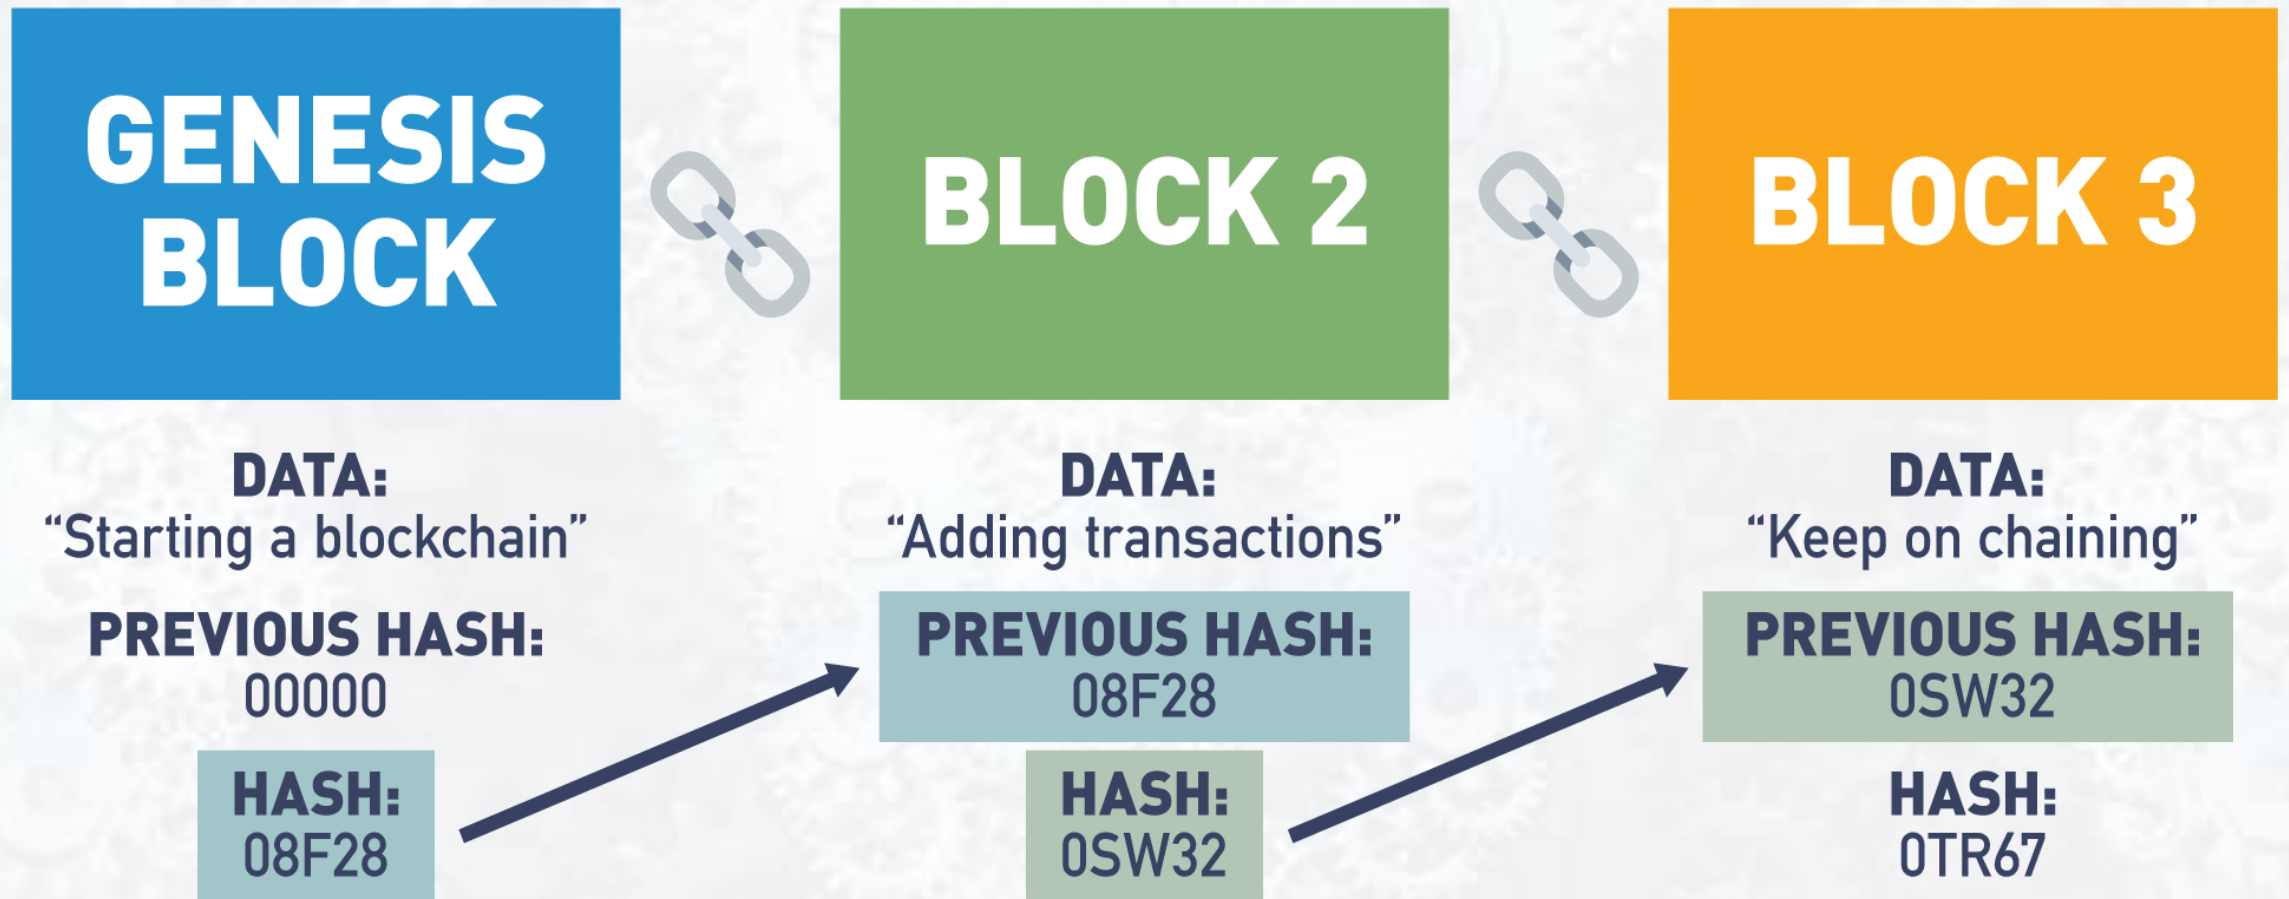 GENESIS
BLOCK
BLOCK 2
BLOCK 3
DATA:
“Starting a blockchain”
PREVIOUS HASH:
00000
HASH:
08F28
DATA:
“Adding transactions”
PREVIOUS HASH:
08F28
HASH:
0SW32
DATA:
“Keep on chaining”
PREVIOUS HASH:
0SW32
HASH:
0TR67